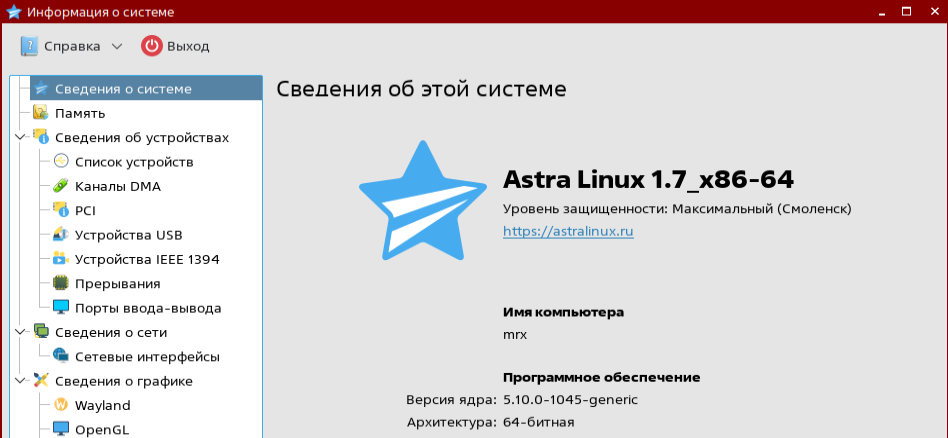 Информация о системе
Справка
Выход
Сведения о системе
Память
Сведения об устройствах
Список устройств
Каналы DMA
PCI
Устройства USB
Устройства IEEE 1394
Прерывания
Порты ввода-вывода
Сведения о сети
Сетевые интерфейсы
Сведения о графике
Wayland
OpenGL
Сведения об этой системе
Astra Linux 1.7_x86-64
Уровень защищенности: Максимальный (Смоленск)
https://astralinux.ru
Имя компьютера
mrx
Программное обеспечение
Версия ядра: 5.10.0-1045-generic
Архитектура: 64-битная